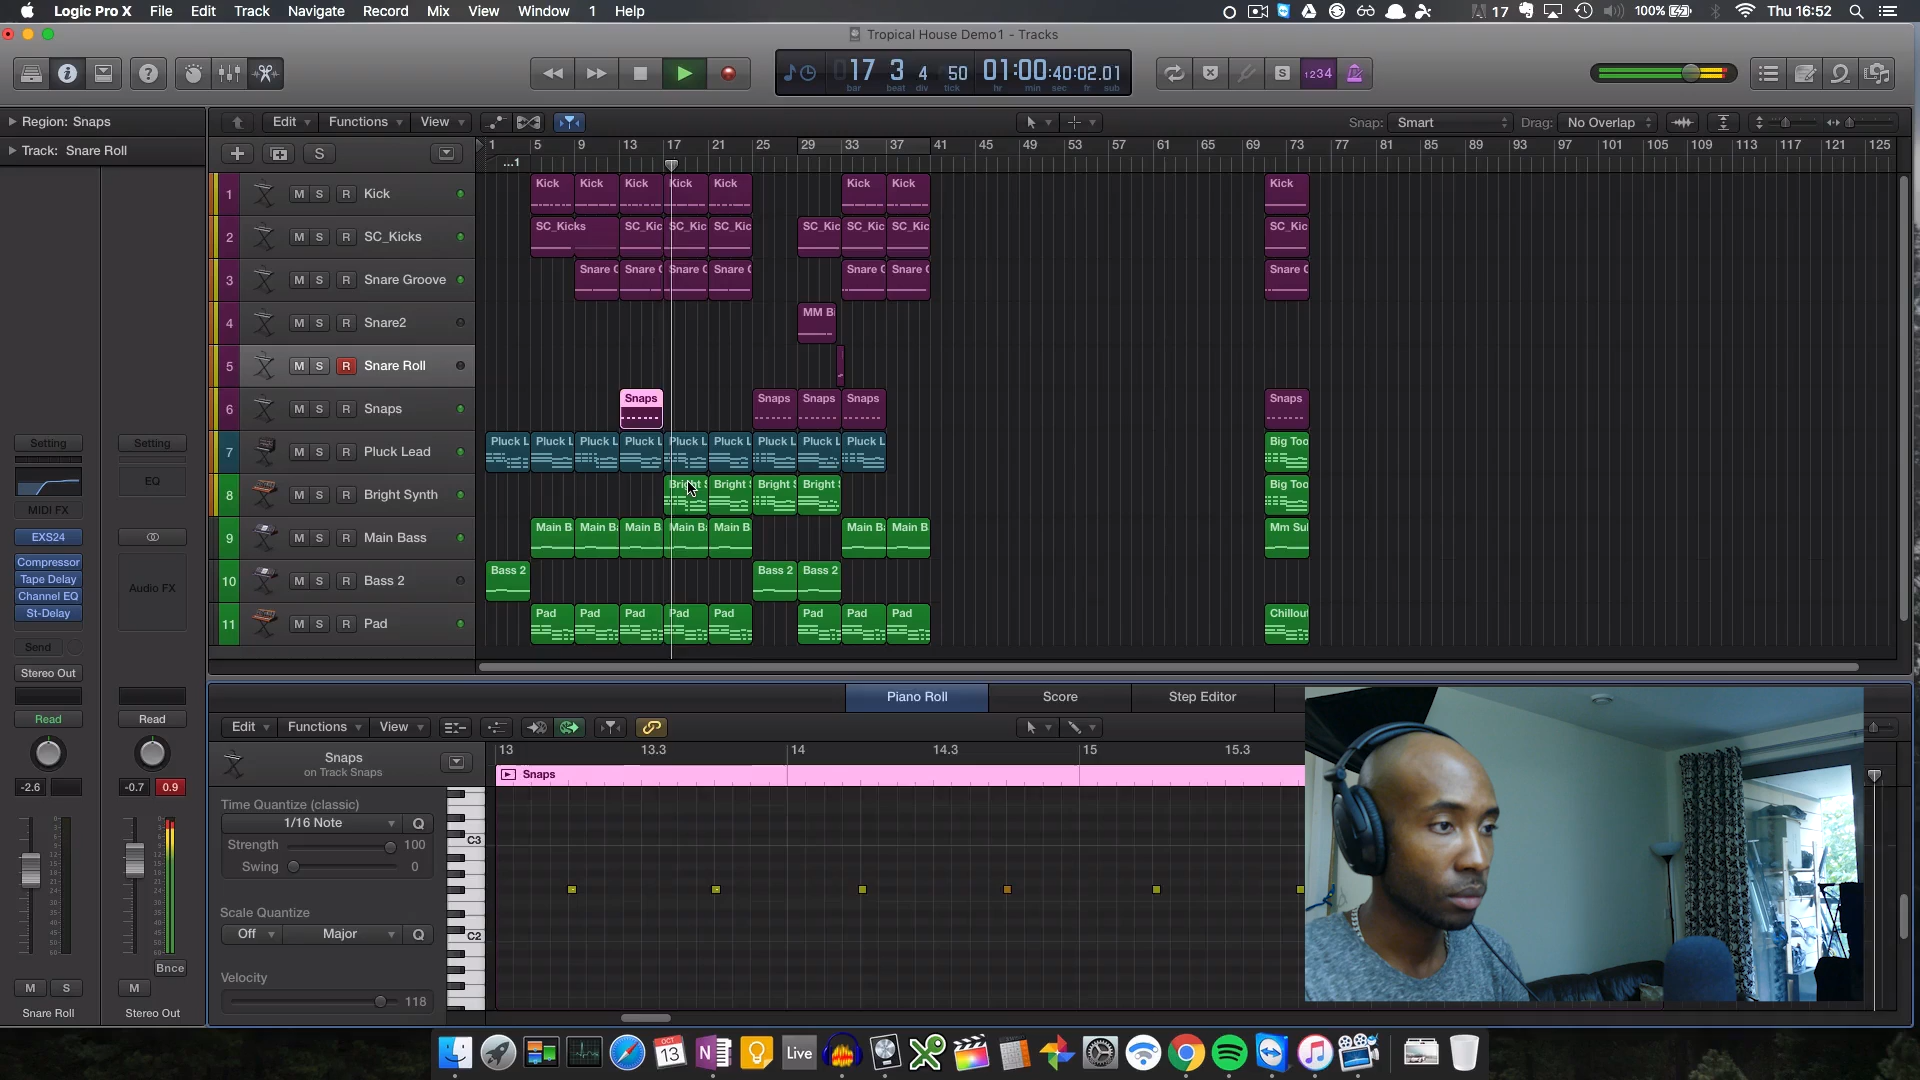 Logic Pro X File Edit Track Navigate Record Mix View Window 1 Help 17 100% Thu 16:52
Tropical House Demo1 - Tracks
17 3 4 50 01:00:40:02.01 1234
bar beat div tick hr min sec fr sub
Region: Snaps Edit Functions View Snap: Smart Drag: No Overlap
Track: Snare Roll S 1 5 9 13 17 21 25 29 33 37 41 45 49 53 57 61 65 69 73 77 81 85 89 93 97 101 105 109 113 117 121 125
...1
1 M S R Kick Kick Kick Kick Kick Kick Kick Kick Kick
2 M S R SC_Kicks SC_Kicks SC_Kic SC_Kic SC_Kic SC_Kic SC_Kic SC_Kic SC_Kic
3 M S R Snare Groove Snare G Snare G Snare G Snare G Snare G Snare G Snare G
4 M S R Snare2 MM B
5 M S R Snare Roll
6 M S R Snaps Snaps Snaps Snaps Snaps Snaps
7 M S R Pluck Lead Pluck L Pluck L Pluck L Pluck L Pluck L Pluck L Pluck L Pluck L Pluck L Big Too
8 M S R Bright Synth Bright S Bright S Bright S Bright S Big Too
9 M S R Main Bass Main B Main B Main B Main B Main B Main B Main B Mm Sul
10 M S R Bass 2 Bass 2 Bass 2 Bass 2
11 M S R Pad Pad Pad Pad Pad Pad Pad Pad Pad Chillout
Setting Setting
EQ
MIDI FX
EXS24
Compressor
Tape Delay
Channel EQ
St-Delay
Audio FX
Send
Stereo Out
Read Read
-2.6 -0.7 0.9
Bnce
M S M
Snare Roll Stereo Out
Piano Roll Score Step Editor
Edit Functions View
Snaps
on Track Snaps
13 13.3 14 14.3 15 15.3
Snaps
Time Quantize (classic)
1/16 Note Q
Strength 100
Swing 0
Scale Quantize
Off Major Q
Velocity
118
C3
C2
OCT
13
Live